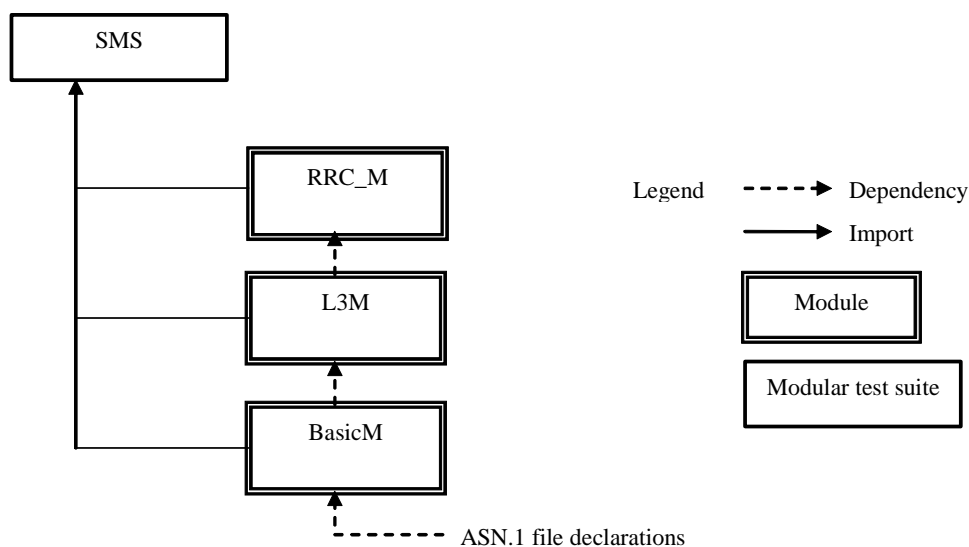 SMS
RRC_M
Legend
Dependency
Import
L3M
Module
Modular test suite
BasicM
ASN.1 file declarations